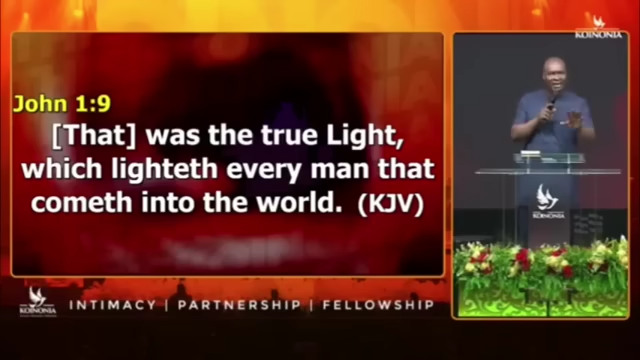 John 1:9
[That] was the true Light,
which lighteth every man that
cometh into the world. (KJV)
KOINONIA
KOINONIA
KOINONIA
INTIMACY | PARTNERSHIP | FELLOWSHIP